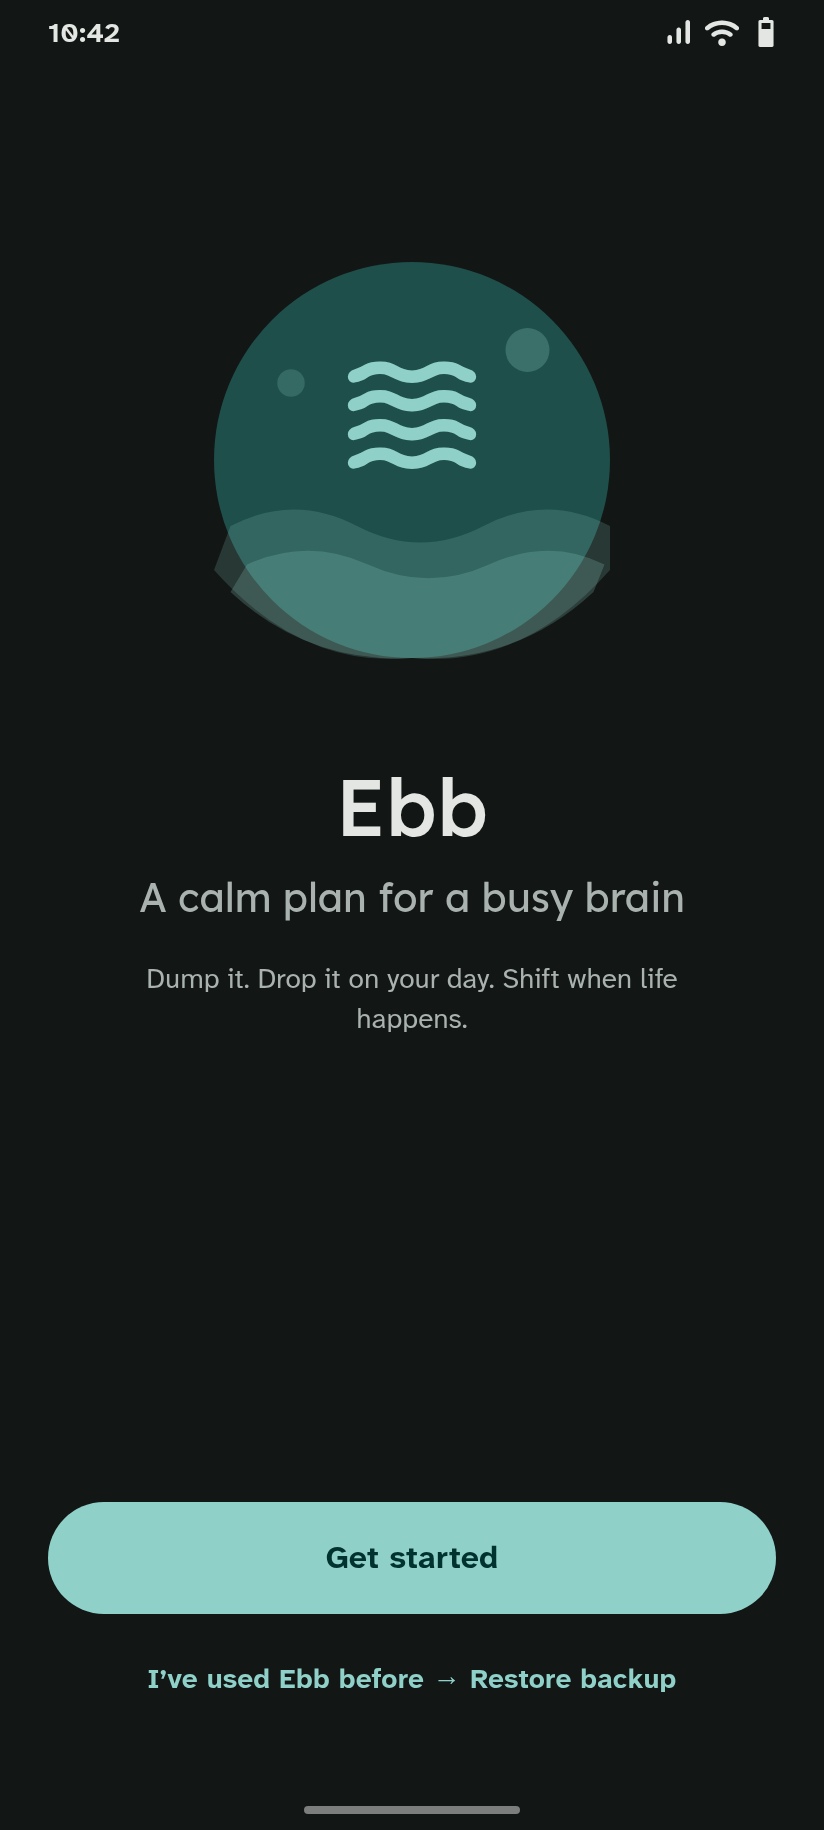 10:42
Ebb
A calm plan for a busy brain
Dump it. Drop it on your day. Shift when life
happens.
Get started
I’ve used Ebb before → Restore backup